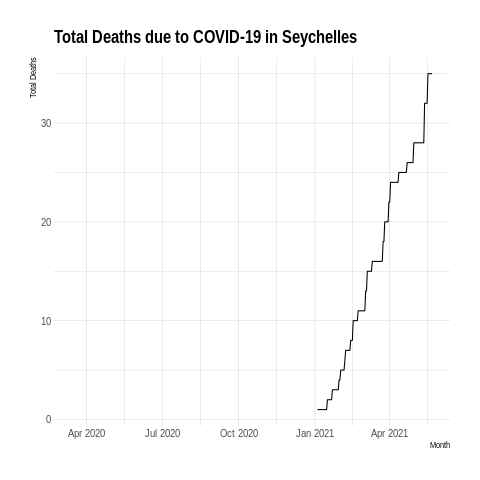 Total Deaths due to COVID-19 in Seychelles
Total Deaths
30
20
10
0
Apr 2020
Jul 2020
Oct 2020
Jan 2021
Apr 2021
Month